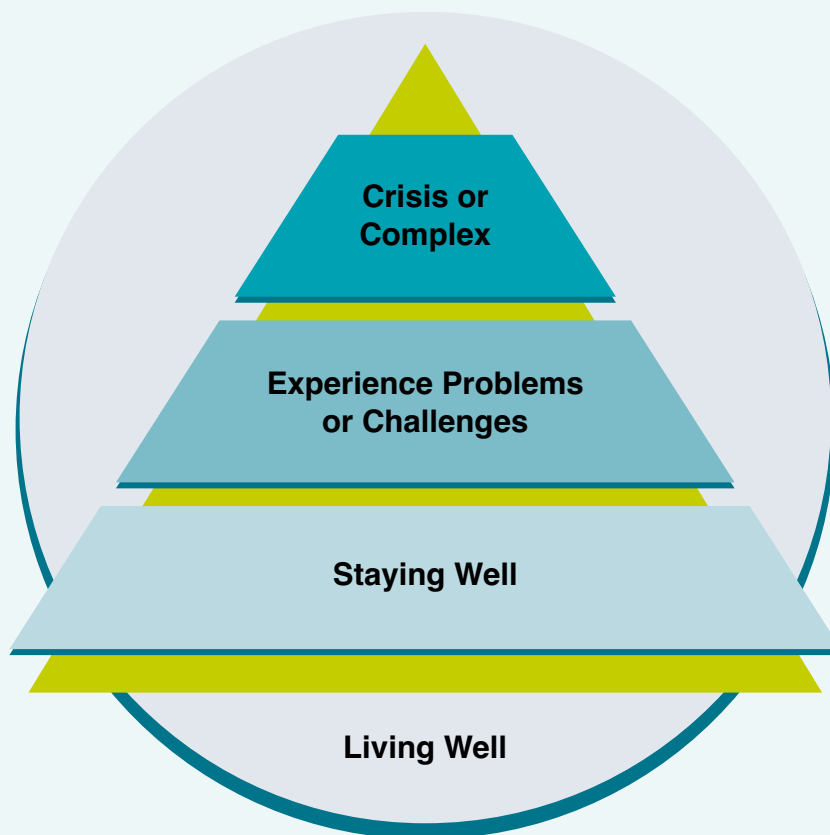 Crisis or
Complex
Experience Problems
or Challenges
Staying Well
Living Well